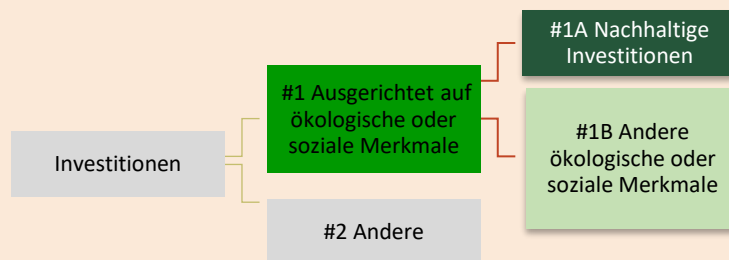 #1A Nachhaltige
Investitionen
#1 Ausgerichtet auf
ökologische oder
soziale Merkmale
#1B Andere
ökologische oder
soziale Merkmale
Investitionen
#2 Andere